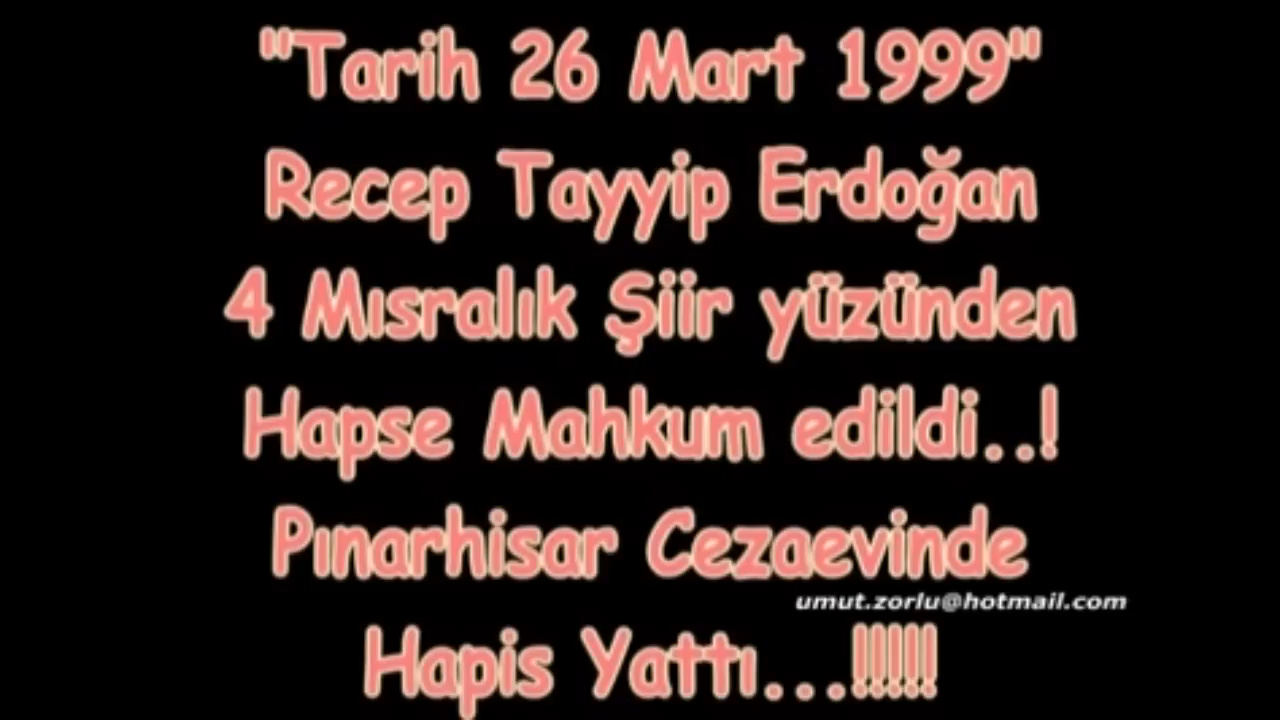 "Tarih 26 Mart 1999"
Recep Tayyip Erdoğan
4 Mısralık Şiir yüzünden
Hapse Mahkum edildi..!
Pınarhisar Cezaevinde
umut.zorlu@hotmail.com
Hapis Yattı...!!!!!